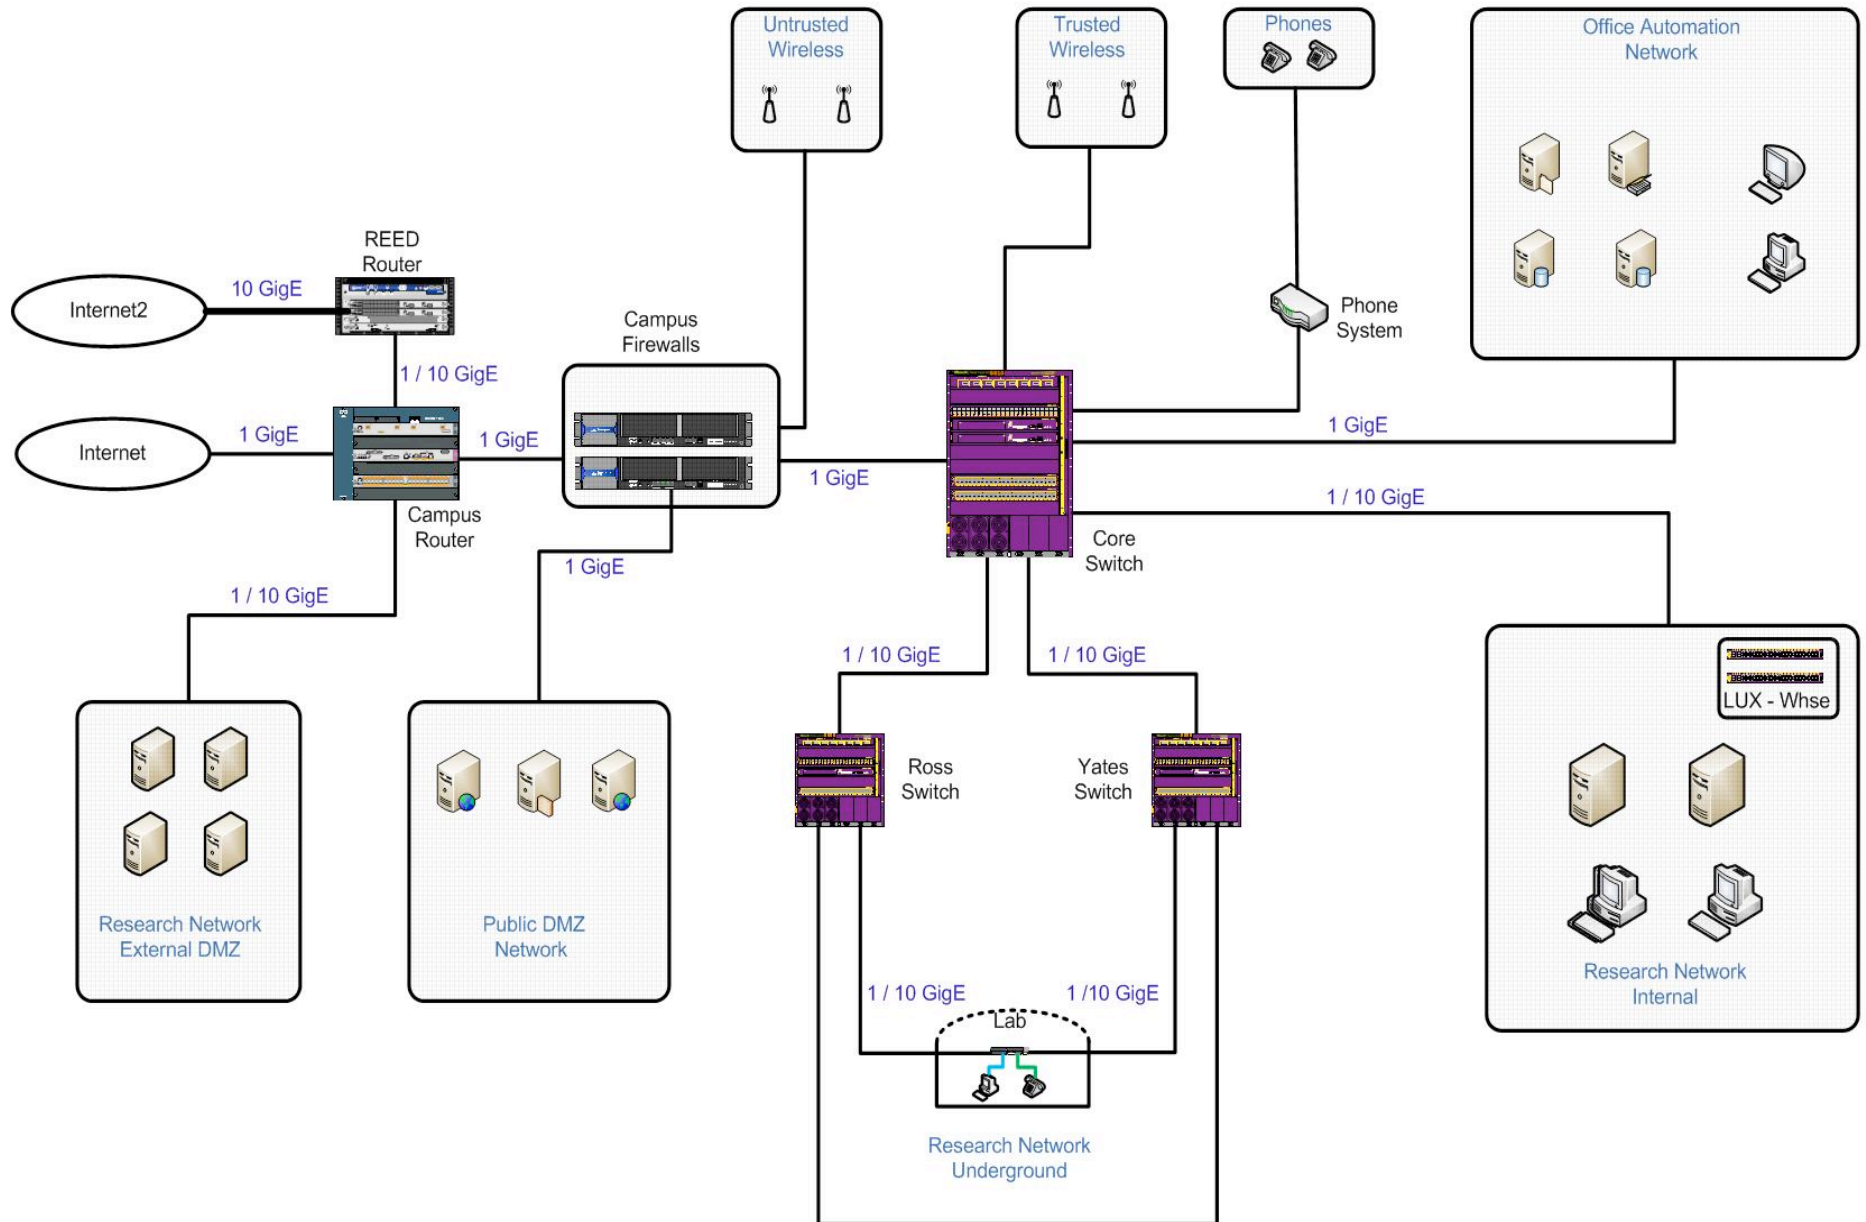 Untrusted
Wireless
Trusted
Wireless
Phones
Office Automation
Network
REED
Router
10 GigE
Internet2
Campus
Firewalls
Phone
System
1 / 10 GigE
1 GigE
Internet
1 GigE
1 GigE
1 GigE
1 / 10 GigE
Campus
Router
Core
Switch
1 GigE
1 / 10 GigE
1 / 10 GigE
1 / 10 GigE
LUX - Whse
Ross
Switch
Yates
Switch
Research Network
External DMZ
Public DMZ
Network
Research Network
Internal
1 / 10 GigE
1 /10 GigE
Lab
Research Network
Underground